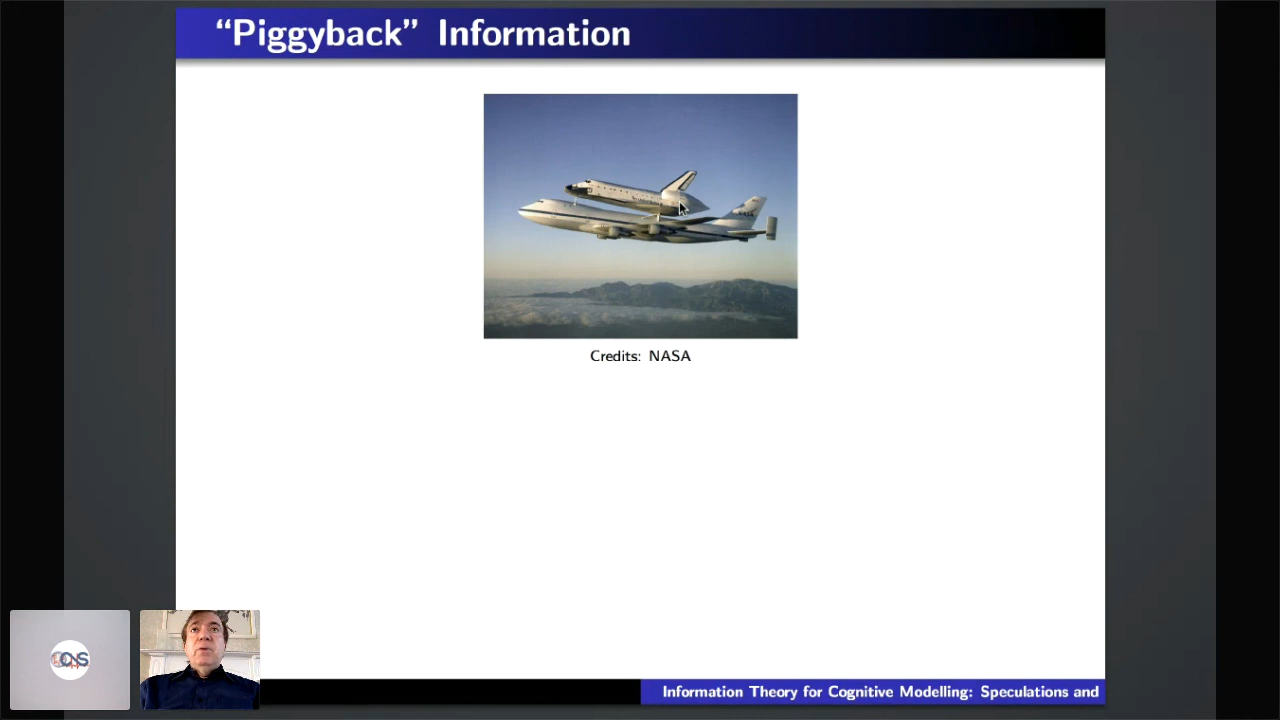 “Piggyback” Information
Credits: NASA
Information Theory for Cognitive Modelling: Speculations and